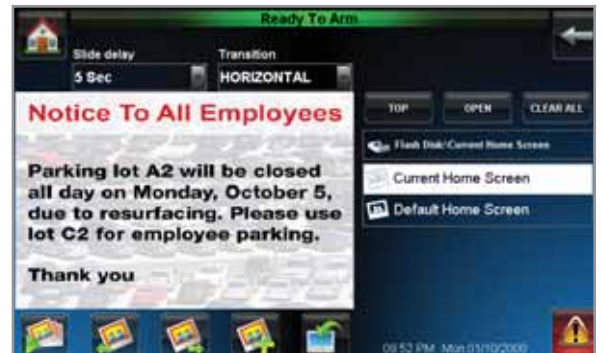 Ready To Arm
Slide delay
Transition
5 Sec
HORIZONTAL
Notice To All Employees
Parking lot A2 will be closed
all day on Monday, October 5,
due to resurfacing. Please use
lot C2 for employee parking.
Thank you
TOP
OPEN
CLEAR ALL
Flash Disk/Current Home Screen
Current Home Screen
Default Home Screen
09:52 PM Mon 01/10/2000